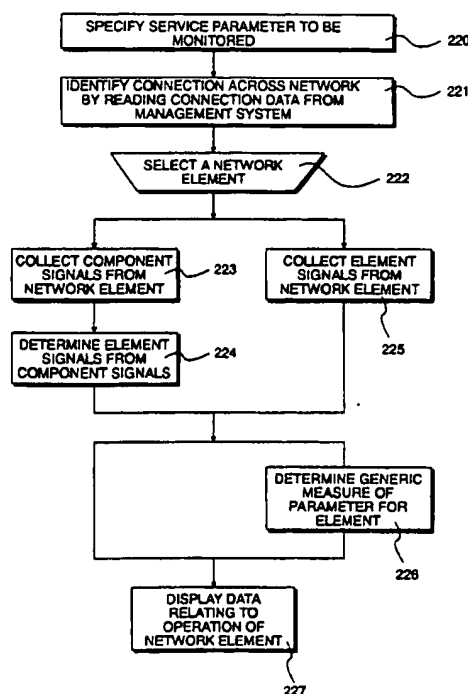 SPECIFY SERVICE PARAMETER TO BE
MONITORED
220
IDENTIFY CONNECTION ACROSS NETWORK
BY READING CONNECTION DATA FROM
MANAGEMENT SYSTEM
221
SELECT A NETWORK
ELEMENT
222
COLLECT COMPONENT
SIGNALS FROM
NETWORK ELEMENT
223
COLLECT ELEMENT
SIGNALS FROM
NETWORK ELEMENT
225
DETERMINE ELEMENT
SIGNALS FROM
COMPONENT SIGNALS
224
DETERMINE GENERIC
MEASURE OF
PARAMETER FOR
ELEMENT
226
DISPLAY DATA
RELATING TO
OPERATION OF
NETWORK ELEMENT
227